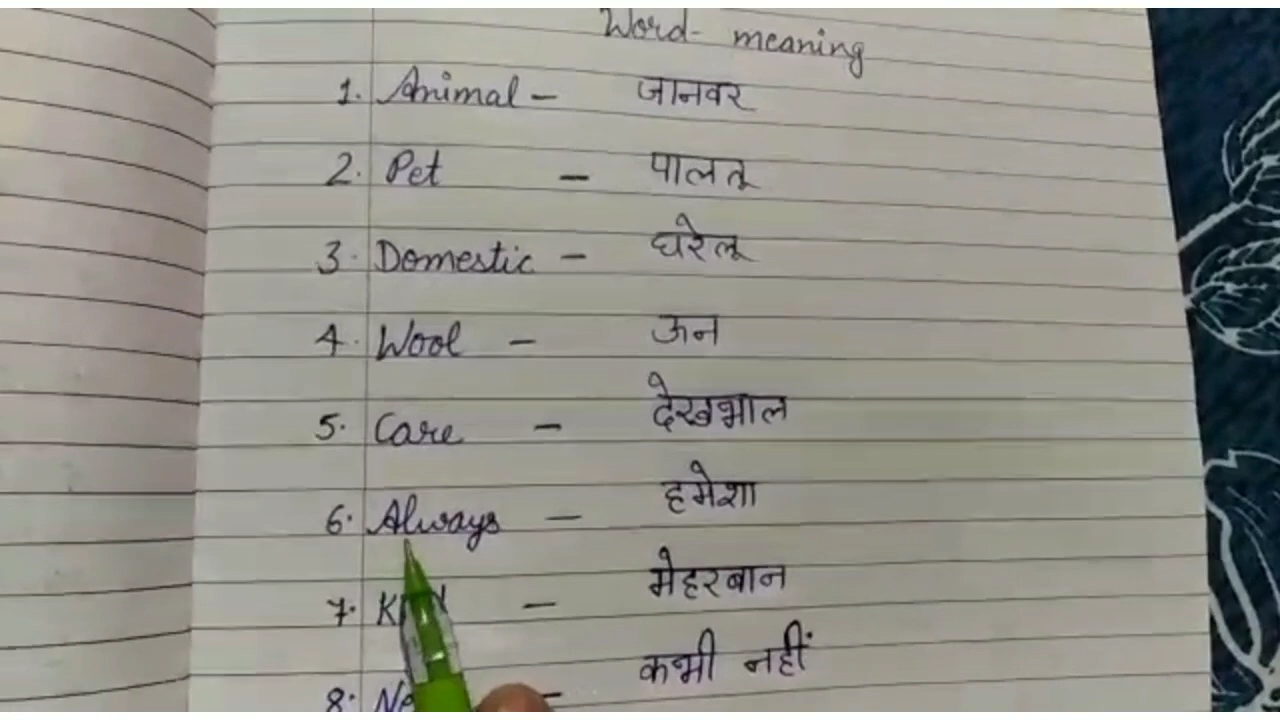 Word- meaning
1. Animal - जानवर
2. Pet - पालतू
3. Domestic - घरेलू
4. Wool - ऊन
5. Care - देखभाल
6. Always - हमेशा
7. - मेहरबान
8. - कभी नहीं